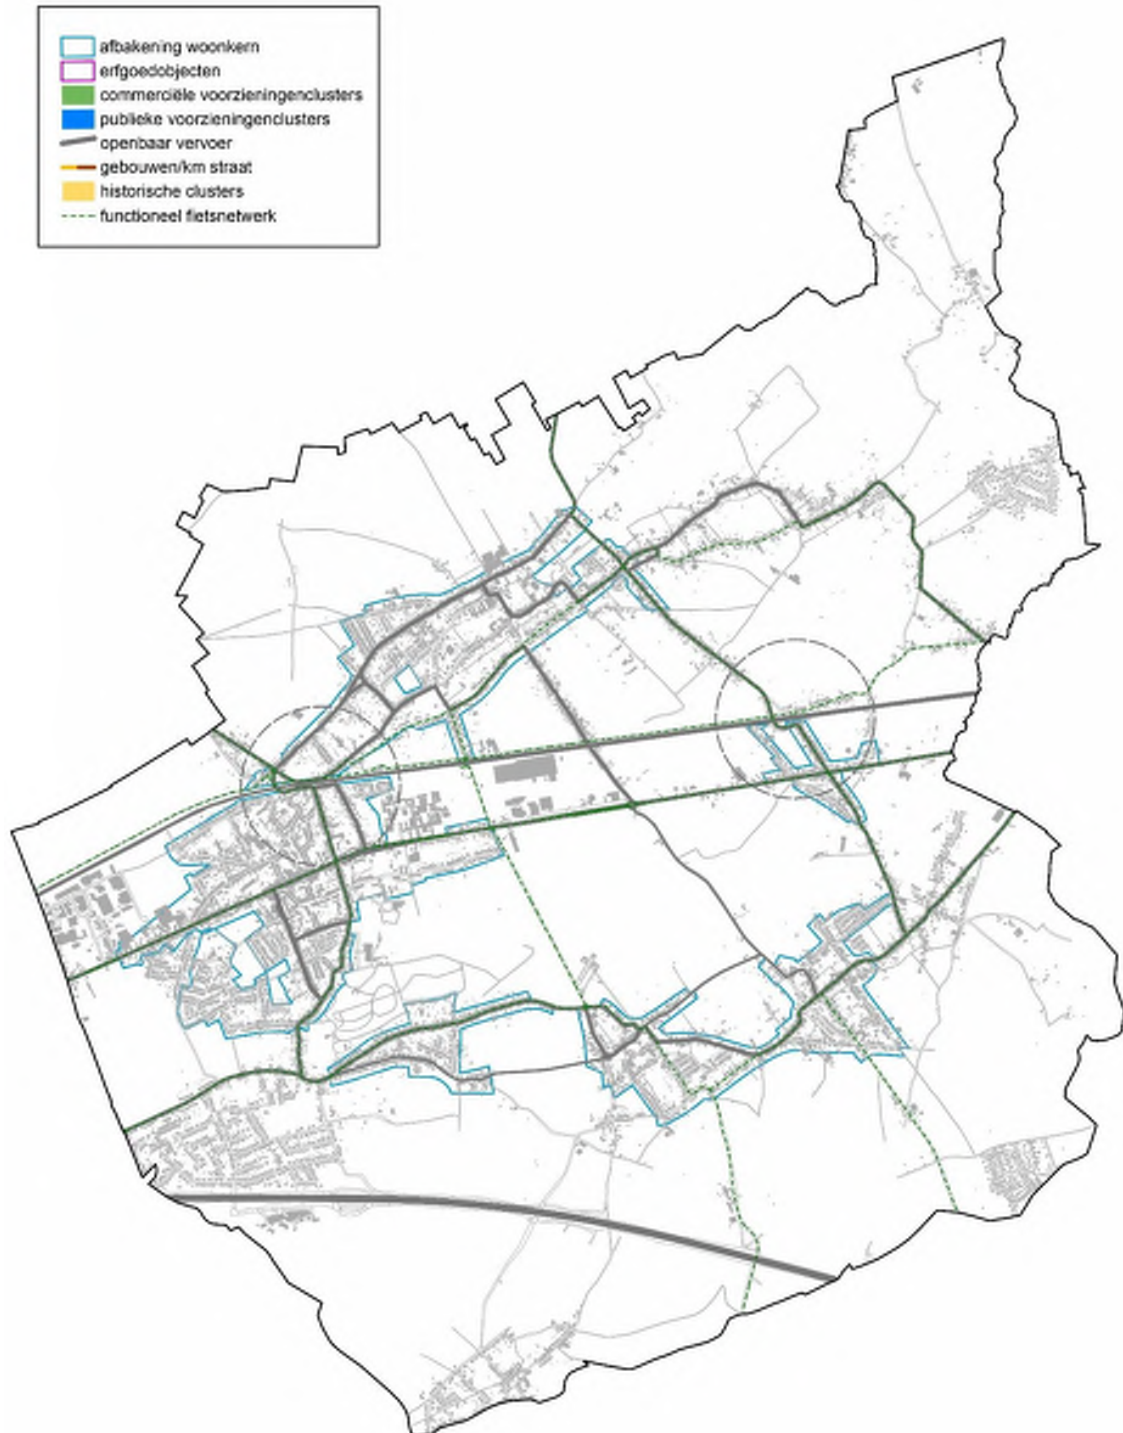 afbakening woonkern
erfgoedobjecten
commerciële voorzieningenclusters
publieke voorzieningenclusters
openbaar vervoer
gebouwen/km straat
historische clusters
functioneel fietsnetwerk